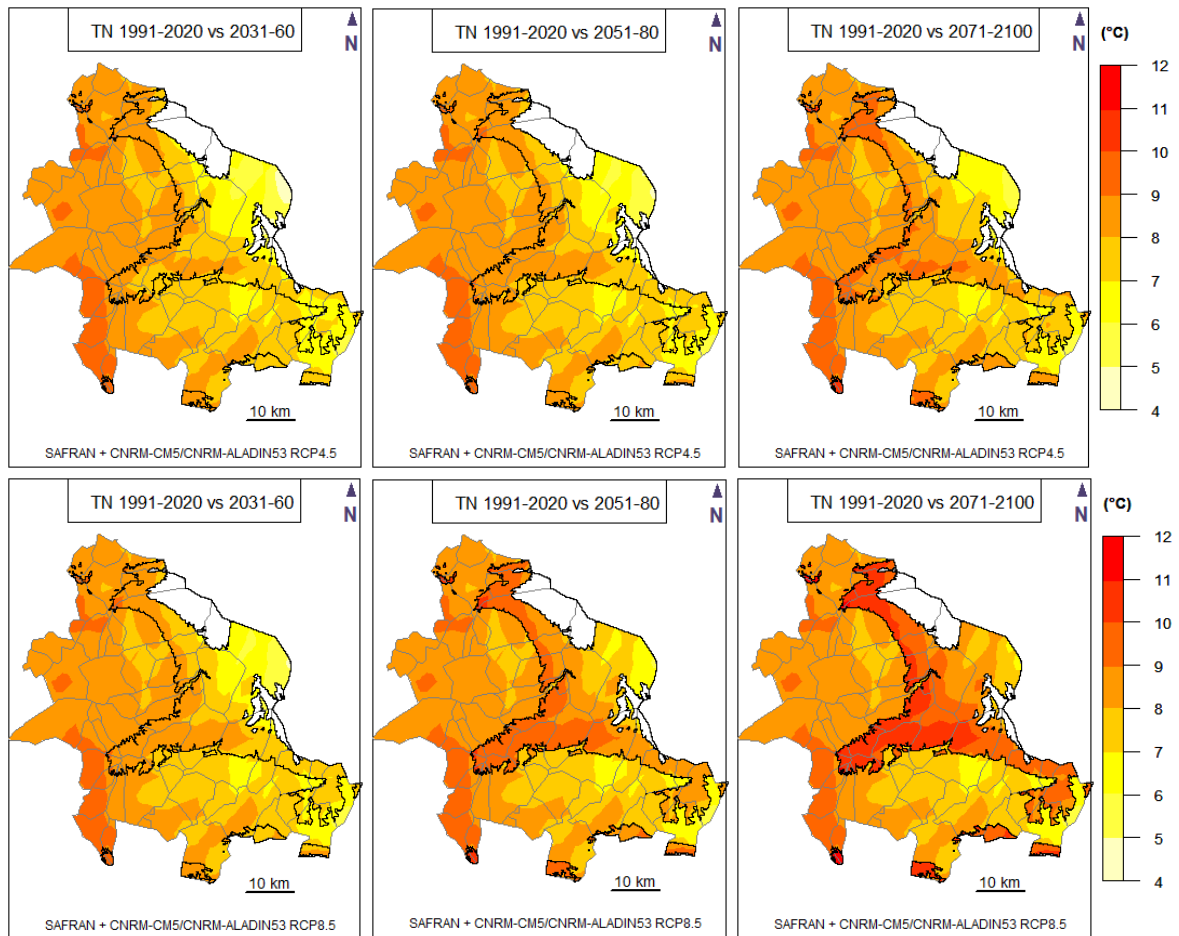 TN 1991-2020 vs 2031-60
N
10 km
SAFRAN + CNRM-CM5/CNRM-ALADIN53 RCP4.5
TN 1991-2020 vs 2051-80
N
10 km
SAFRAN + CNRM-CM5/CNRM-ALADIN53 RCP4.5
TN 1991-2020 vs 2071-2100
N
10 km
SAFRAN + CNRM-CM5/CNRM-ALADIN53 RCP4.5
(°C)
12
11
10
9
8
7
6
5
4
TN 1991-2020 vs 2031-60
N
10 km
SAFRAN + CNRM-CM5/CNRM-ALADIN53 RCP8.5
TN 1991-2020 vs 2051-80
N
10 km
SAFRAN + CNRM-CM5/CNRM-ALADIN53 RCP8.5
TN 1991-2020 vs 2071-2100
N
10 km
SAFRAN + CNRM-CM5/CNRM-ALADIN53 RCP8.5
(°C)
12
11
10
9
8
7
6
5
4